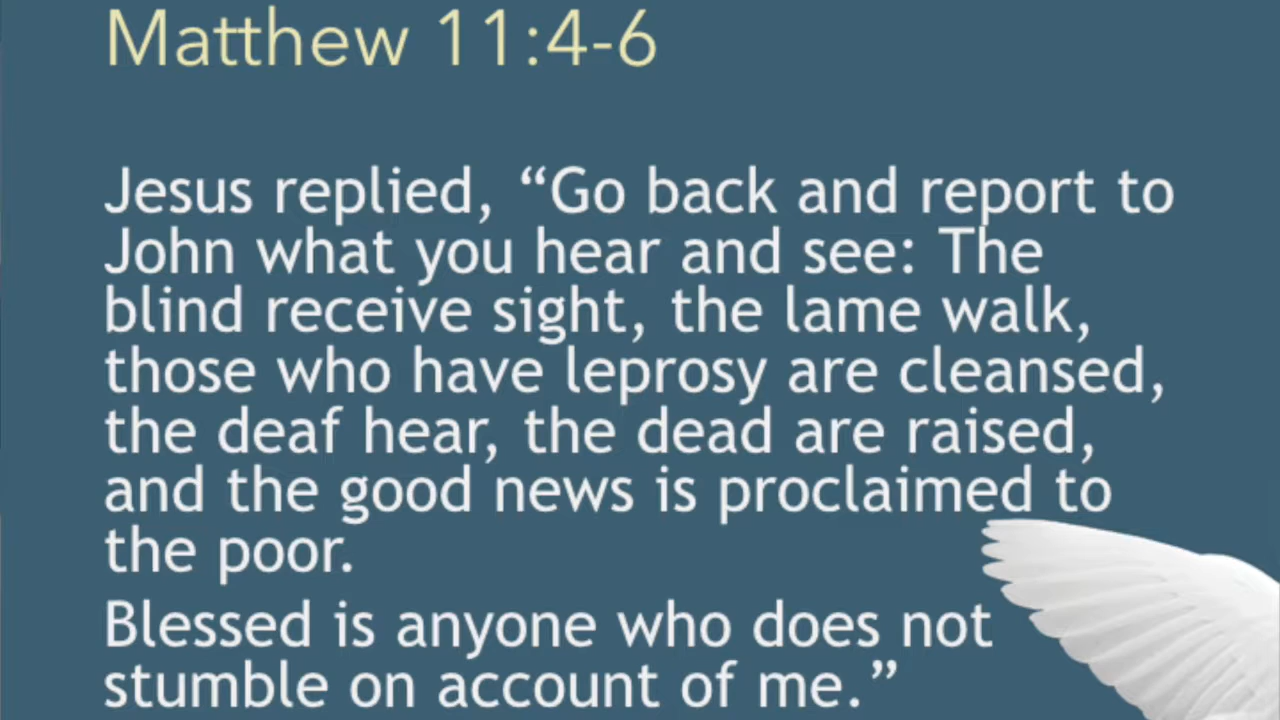 Matthew 11:4-6
Jesus replied, “Go back and report to
John what you hear and see: The
blind receive sight, the lame walk,
those who have leprosy are cleansed,
the deaf hear, the dead are raised,
and the good news is proclaimed to
the poor.
Blessed is anyone who does not
stumble on account of me.”